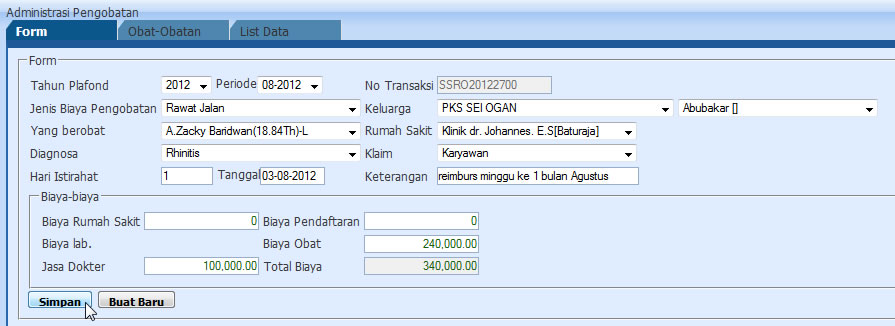 Administrasi Pengobatan
Form Obat-Obatan List Data
Form
Tahun Plafond 2012 Periode 08-2012 No Transaksi SSRO20122700
Jenis Biaya Pengobatan Rawat Jalan Keluarga PKS SEI OGAN Abubakar []
Yang berobat A.Zacky Baridwan(18.84Th)-L Rumah Sakit Klinik dr. Johannes. E.S[Baturaja]
Diagnosa Rhinitis Klaim Karyawan
Hari Istirahat 1 Tanggal 03-08-2012 Keterangan reimburs minggu ke 1 bulan Agustus
Biaya-biaya
Biaya Rumah Sakit 0 Biaya Pendaftaran 0
Biaya lab. Biaya Obat 240,000.00
Jasa Dokter 100,000.00 Total Biaya 340,000.00
Simpan Buat Baru